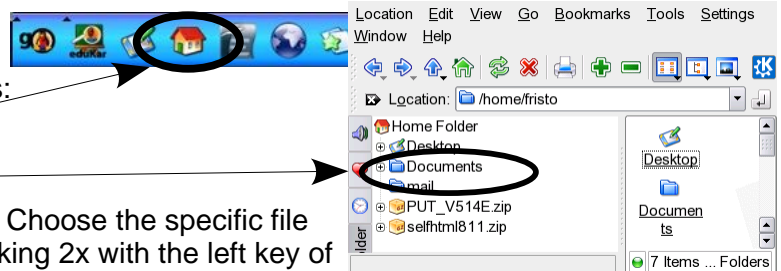 Location Edit View Go Bookmarks Tools Settings
Window Help
go
eduKar
s:
Location: /home/fristo
Home Folder
Desktop
Documents
mail
PUT_V514E.zip
selfhtml811.zip
lder
Desktop
Documen
ts
7 Items ... Folders
Choose the specific file
king 2x with the left key of